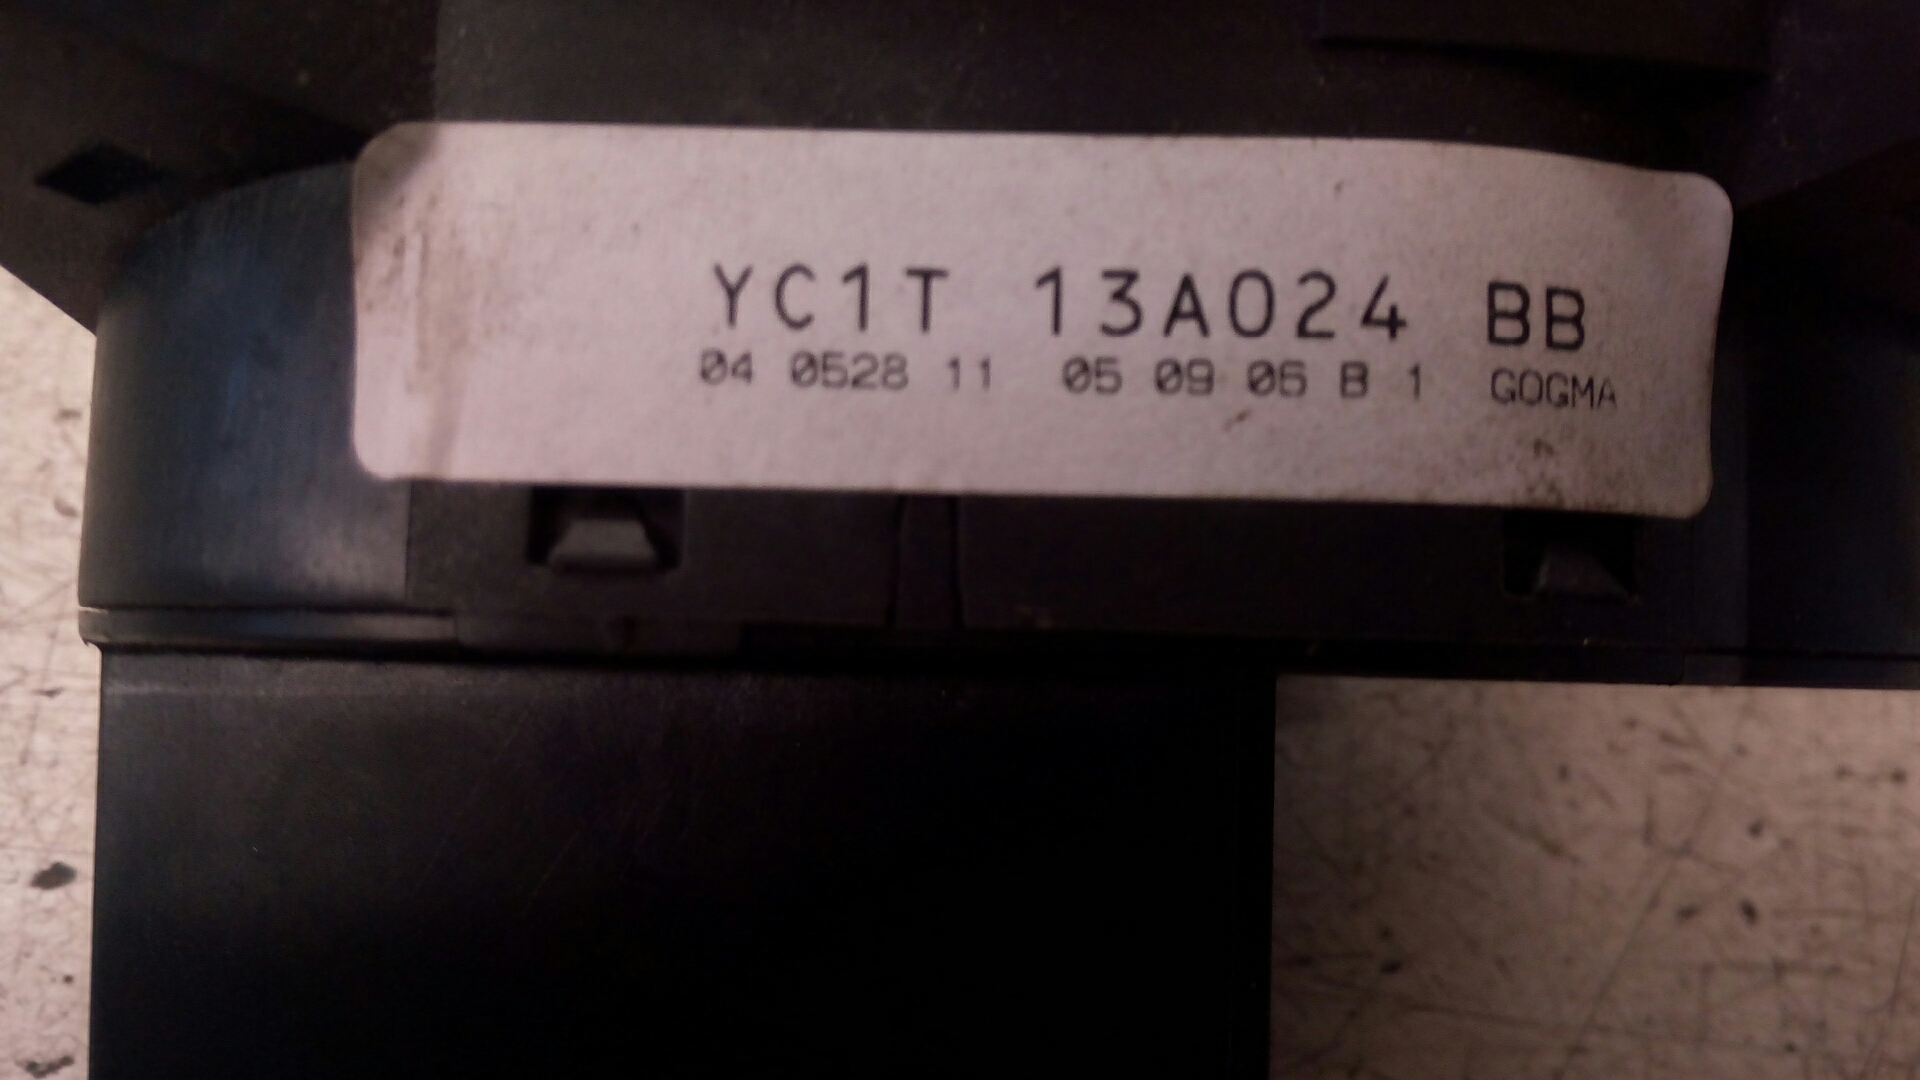 YC1T 13A024 BB
04 0528 11 05 09 06 B 1 GOGMA